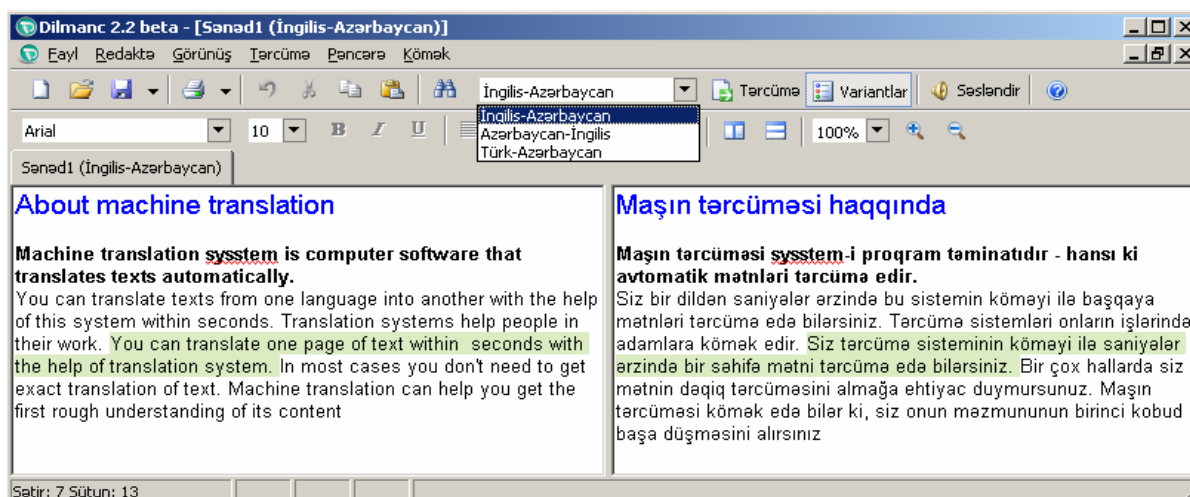 Dilmanc 2.2 beta - [Sənəd1 (İngilis-Azərbaycan)]
Fayl Redaktə Görünüş Tərcümə Pəncərə Kömək
İngilis-Azərbaycan Tərcümə Variantlar Səsləndir
İngilis-Azərbaycan
Azərbaycan-İngilis
Türk-Azərbaycan
Arial 10 B I U 100%
Sənəd1 (İngilis-Azərbaycan)
About machine translation
Machine translation sysstem is computer software that
translates texts automatically.
You can translate texts from one language into another with the help
of this system within seconds. Translation systems help people in
their work. You can translate one page of text within seconds with
the help of translation system. In most cases you don't need to get
exact translation of text. Machine translation can help you get the
first rough understanding of its content
Maşın tərcüməsi haqqında
Maşın tərcüməsi sysstem-i proqram təminatıdır - hansı ki
avtomatik mətnləri tərcümə edir.
Siz bir dildən saniyələr ərzində bu sistemin köməyi ilə başqaya
mətnləri tərcümə edə bilərsiniz. Tərcümə sistemləri onların işlərində
adamlara kömək edir. Siz tərcümə sisteminin köməyi ilə saniyələr
ərzində bir səhifə mətni tərcümə edə bilərsiniz. Bir çox hallarda siz
mətnin dəqiq tərcüməsini almağa ehtiyac duymursunuz. Maşın
tərcüməsi kömək edə bilər ki, siz onun məzmununun birinci kobud
başa düşməsini alırsınız
Sətir: 7 Sütun: 13